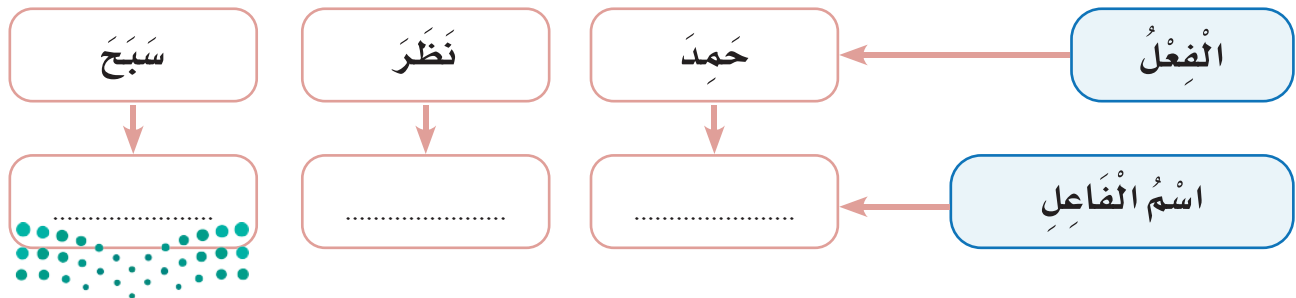 الْفِعْلُ حَمِدَ نَظَرَ سَبَحَ
اسْمُ الْفَاعِلِ ...................... ...................... ......................